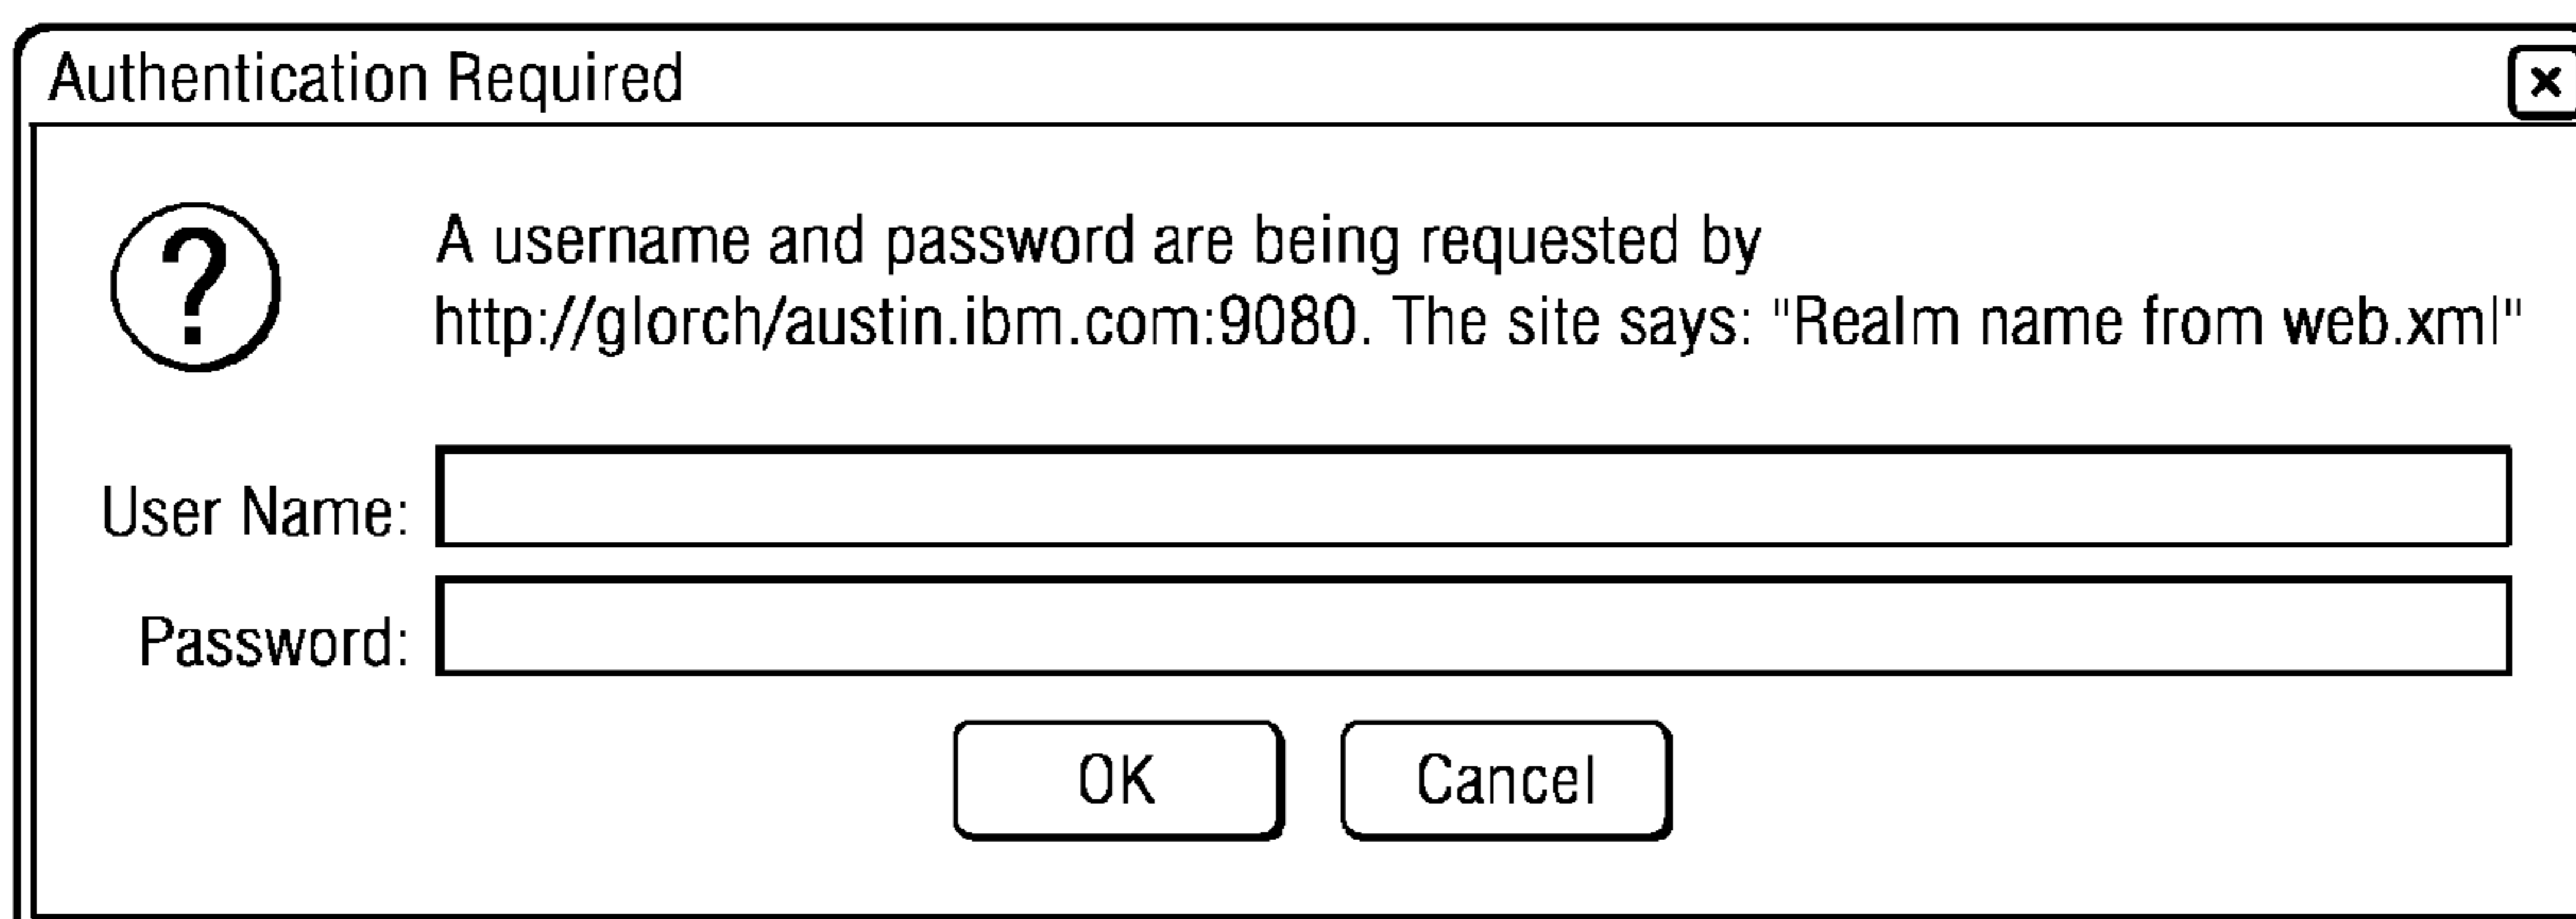 Authentication Required
?
A username and password are being requested by
http://glorch/austin.ibm.com:9080. The site says: "Realm name from web.xml"
User Name:
Password:
OK Cancel